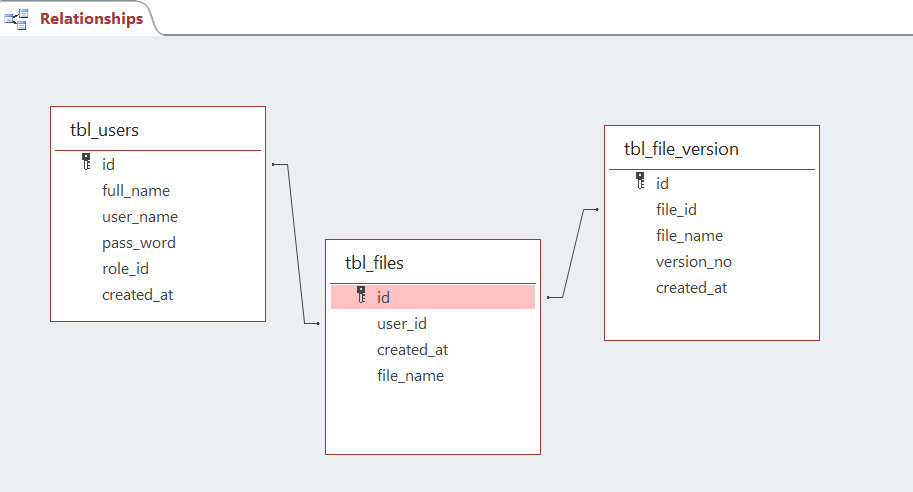 Relationships
tbl_users
id
full_name
user_name
pass_word
role_id
created_at
tbl_files
id
user_id
created_at
file_name
tbl_file_version
id
file_id
file_name
version_no
created_at